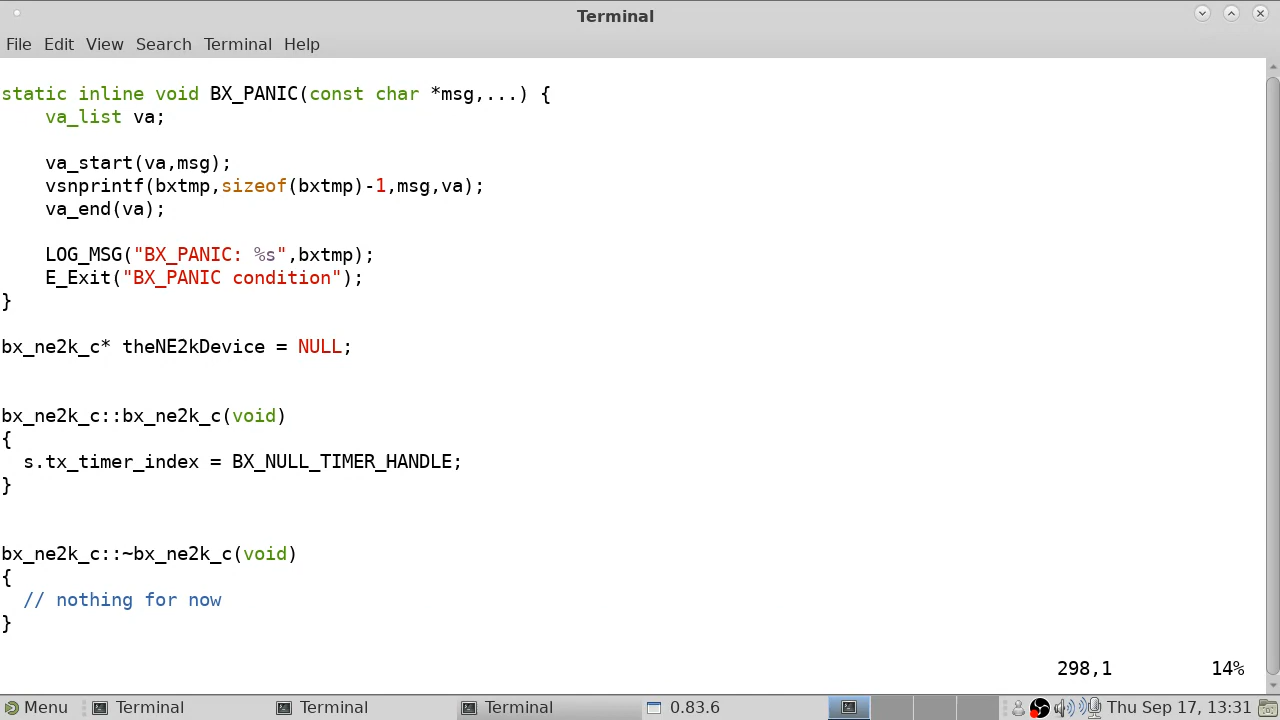 Terminal
File Edit View Search Terminal Help
static inline void BX_PANIC(const char *msg,...) {
    va_list va;
    va_start(va,msg);
    vsnprintf(bxtmp,sizeof(bxtmp)-1,msg,va);
    va_end(va);
    LOG_MSG("BX_PANIC: %s",bxtmp);
    E_Exit("BX_PANIC condition");
}
bx_ne2k_c* theNE2kDevice = NULL;
bx_ne2k_c::bx_ne2k_c(void)
{
  s.tx_timer_index = BX_NULL_TIMER_HANDLE;
}
bx_ne2k_c::~bx_ne2k_c(void)
{
  // nothing for now
}
298,1 14%
Menu Terminal Terminal Terminal 0.83.6 Thu Sep 17, 13:31